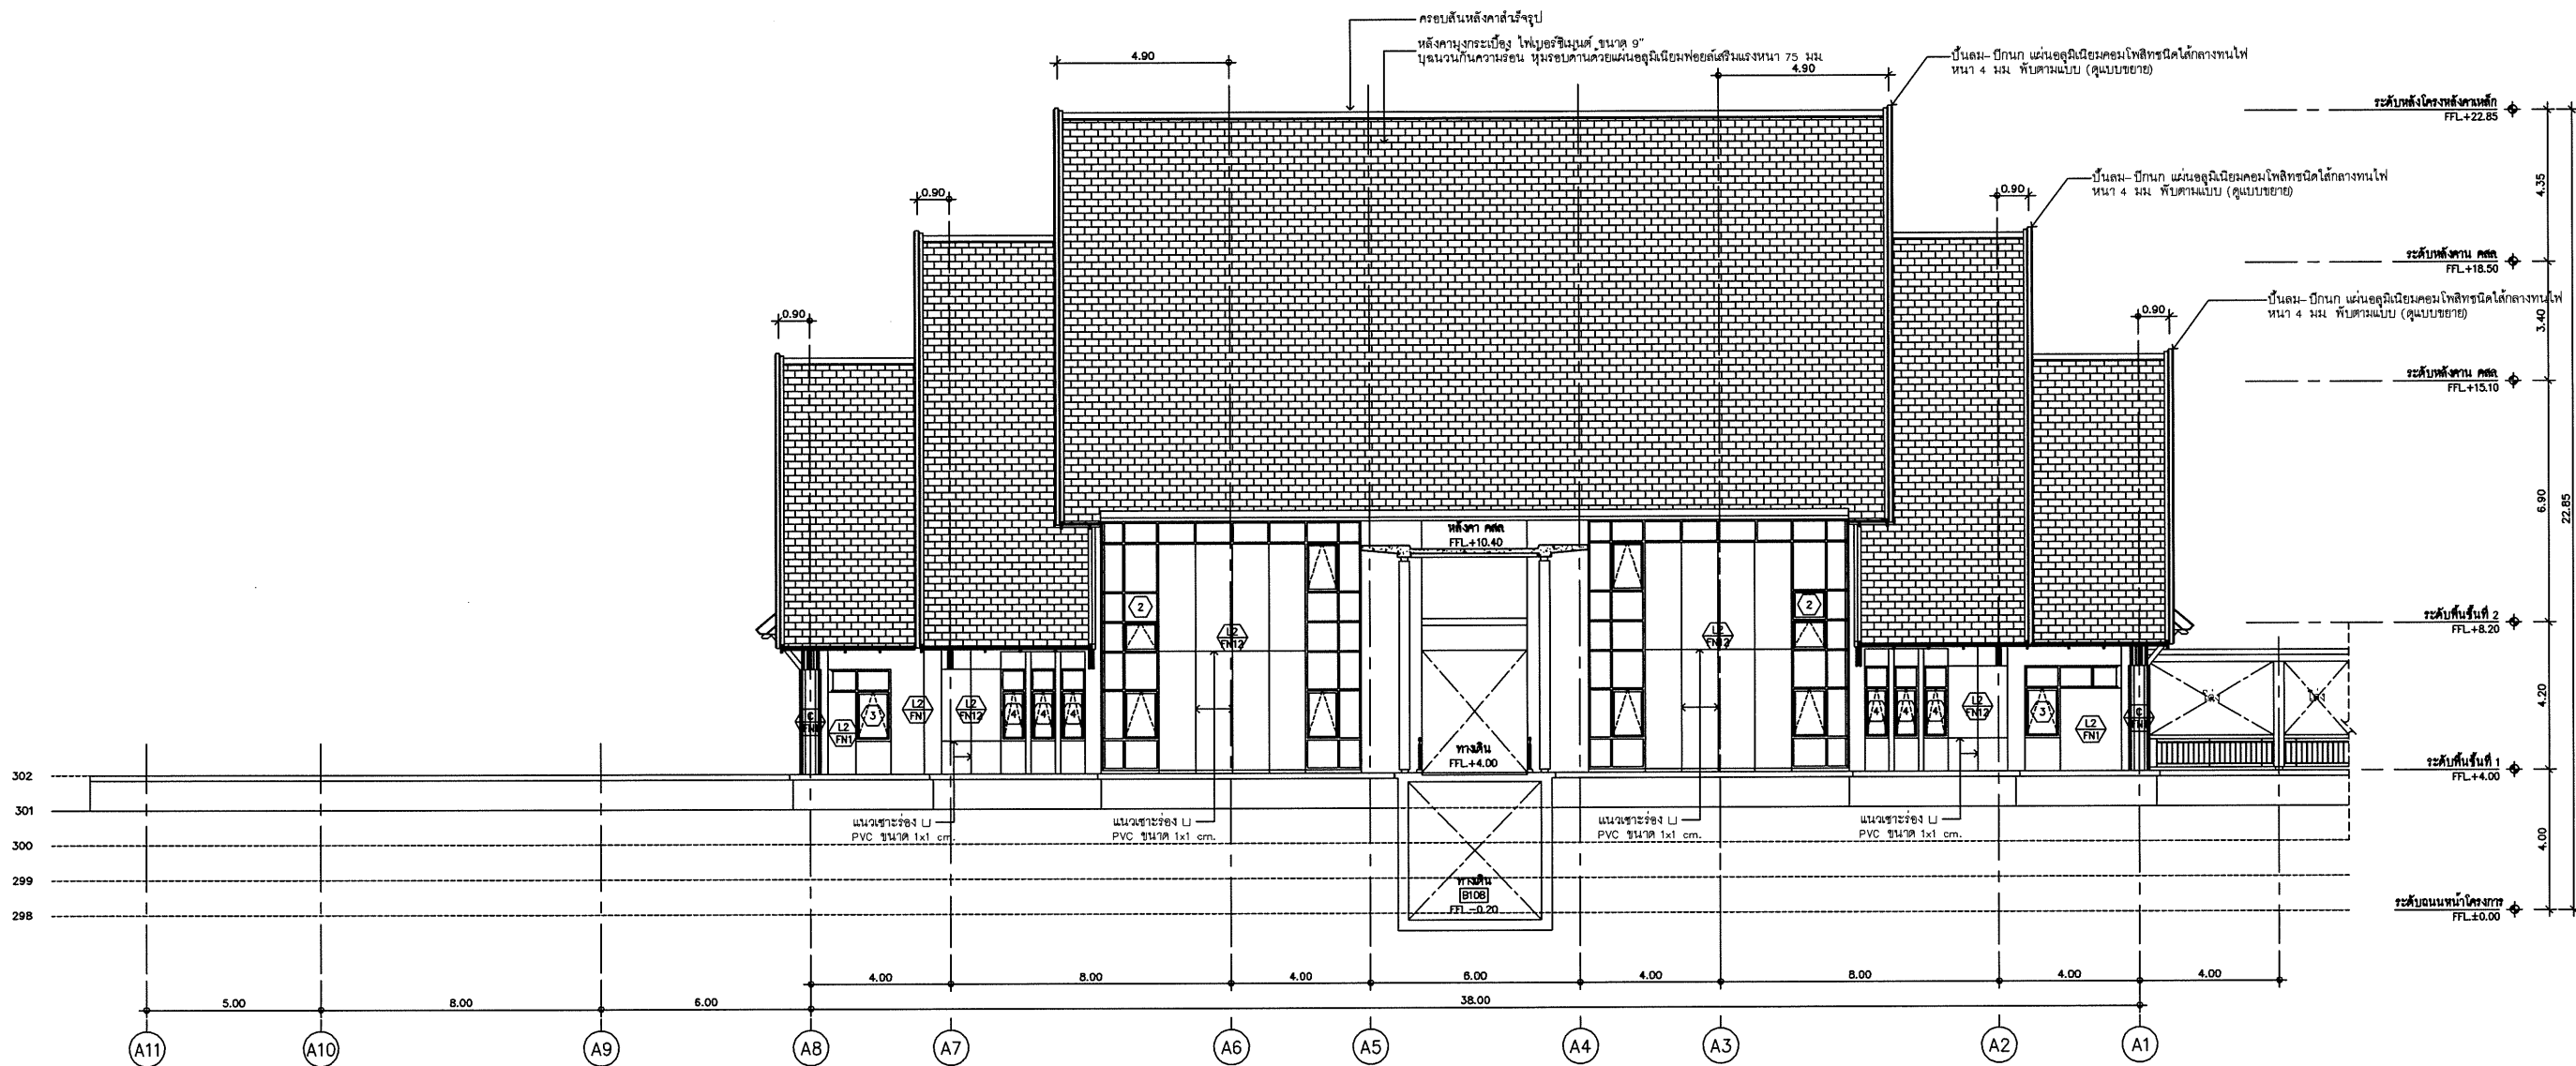 ครอบสันหลังคาสำเร็จรูป
หลังคามุงกระเบื้อง ไฟเบอร์ซีเมนต์ ขนาด 9"
บุฉนวนกันความร้อน หุ้มรอบด้านด้วยแผ่นอลูมิเนียมฟอยล์เสริมแรงหนา 75 มม.
4.90
4.90
ปั้นลม-ปีกนก แผ่นอลูมิเนียมคอมโพสิทชนิดไส้กลางทนไฟ
หนา 4 มม. พับตามแบบ (ดูแบบขยาย)
ระดับหลังโครงหลังคาเหล็ก
FFL.+22.85
ปั้นลม-ปีกนก แผ่นอลูมิเนียมคอมโพสิทชนิดไส้กลางทนไฟ
หนา 4 มม. พับตามแบบ (ดูแบบขยาย)
0.90
0.90
4.35
ระดับหลังคาน คสล.
FFL.+18.50
ปั้นลม-ปีกนก แผ่นอลูมิเนียมคอมโพสิทชนิดไส้กลางทนไฟ
หนา 4 มม. พับตามแบบ (ดูแบบขยาย)
0.90
0.90
3.40
ระดับหลังคาน คสล.
FFL.+15.10
6.90
22.85
หลังคา คสล.
FFL.+10.40
ระดับพื้นชั้นที่ 2
FFL.+8.20
2
2
L2
FN12
L2
FN12
C
FN1
L2
FN1
3
L2
FN1
L2
FN12
4
4
4
4
4
4
L2
FN12
3
L2
FN1
C
FN1
โล่ง
โล่ง
4.20
ทางเดิน
FFL.+4.00
ระดับพื้นชั้นที่ 1
FFL.+4.00
302
301
300
299
298
แนวเซาะร่อง ⊔
PVC ขนาด 1x1 cm.
แนวเซาะร่อง ⊔
PVC ขนาด 1x1 cm.
แนวเซาะร่อง ⊔
PVC ขนาด 1x1 cm.
แนวเซาะร่อง ⊔
PVC ขนาด 1x1 cm.
4.00
ทางเดิน
B108
FFL.-0.20
ระดับถนนหน้าโครงการ
FFL.±0.00
4.00
8.00
4.00
6.00
4.00
8.00
4.00
4.00
5.00
8.00
6.00
38.00
A11
A10
A9
A8
A7
A6
A5
A4
A3
A2
A1